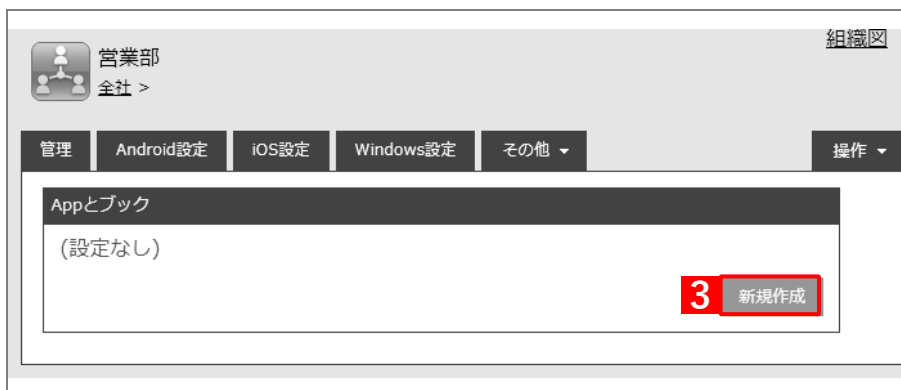 営業部
組織図
全社 >
管理 Android設定 iOS設定 Windows設定 その他 ▼ 操作 ▼
Appとブック
(設定なし)
3 新規作成